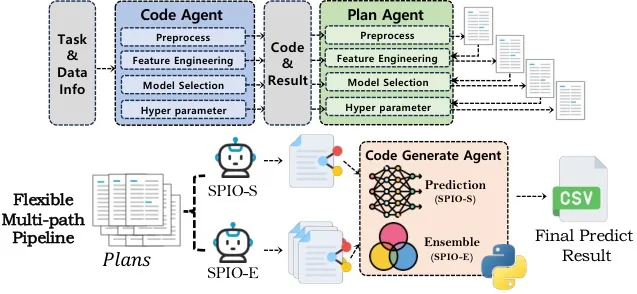 Code Agent
Plan Agent
Task
&
Data
Info
Preprocess
Feature Engineering
Model Selection
Hyper parameter
Code
&
Result
Preprocess
Feature Engineering
Model Selection
Hyper parameter
Flexible
Multi-path
Pipeline
Plans
SPIO-S
SPIO-E
Code Generate Agent
Prediction
(SPIO-S)
Ensemble
(SPIO-E)
CSV
Final Predict
Result